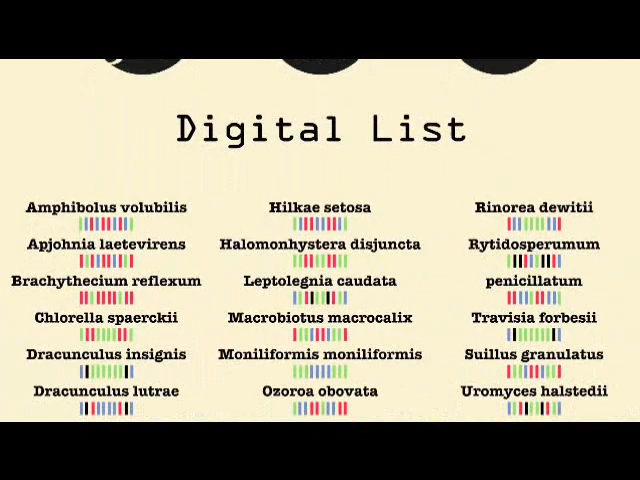 Digital List
Amphibolus volubilis
Apjohnia laetevirens
Brachythecium reflexum
Chlorella spaerckii
Dracunculus insignis
Dracunculus lutrae
Hilkae setosa
Halomonhystera disjuncta
Leptolegnia caudata
Macrobiotus macrocalix
Moniliformis moniliformis
Ozoroa obovata
Rinorea dewitii
Rytidosperumum
penicillatum
Travisia forbesii
Suillus granulatus
Uromyces halstedii